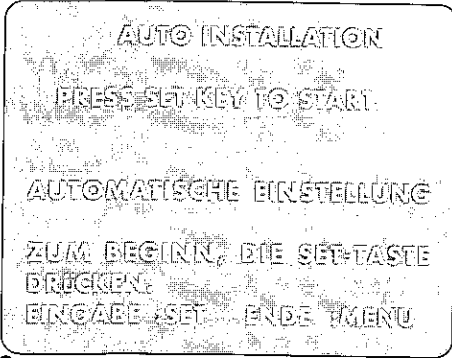 AUTO INSTALLATION
PRESS SET KEY TO START
AUTOMATISCHE EINSTELLUNG
ZUM BEGINN, DIE SET-TASTE
DRÜCKEN.
EINGABE :SET ENDE :MENU